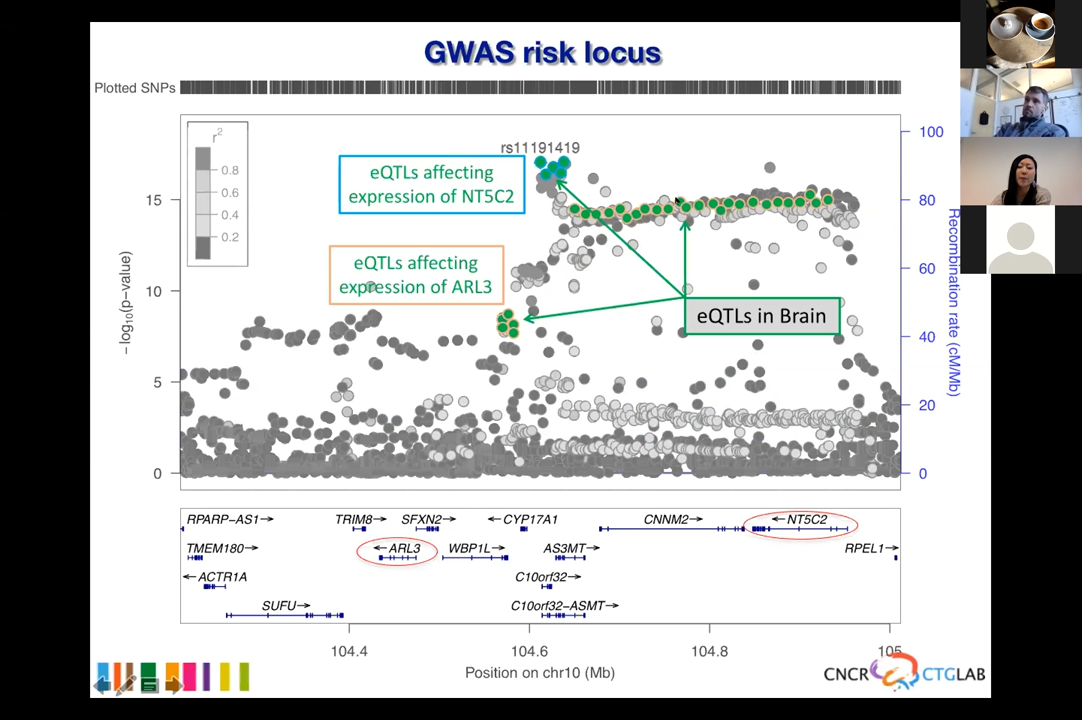 GWAS risk locus
Plotted SNPs
r²
0.8
0.6
0.4
0.2
rs11191419
eQTLs affecting
expression of NT5C2
eQTLs affecting
expression of ARL3
eQTLs in Brain
− log10(p−value)
15
10
5
0
Recombination rate (cM/Mb)
100
80
60
40
20
0
RPARP−AS1→ TRIM8→ SFXN2→ ←CYP17A1 CNNM2→ ←NT5C2
TMEM180→ ←ARL3 WBP1L→ AS3MT→ RPEL1→
←ACTR1A C10orf32→
SUFU→ C10orf32−ASMT→
104.4 104.6 104.8 105
Position on chr10 (Mb)
CNCR CTGLAB